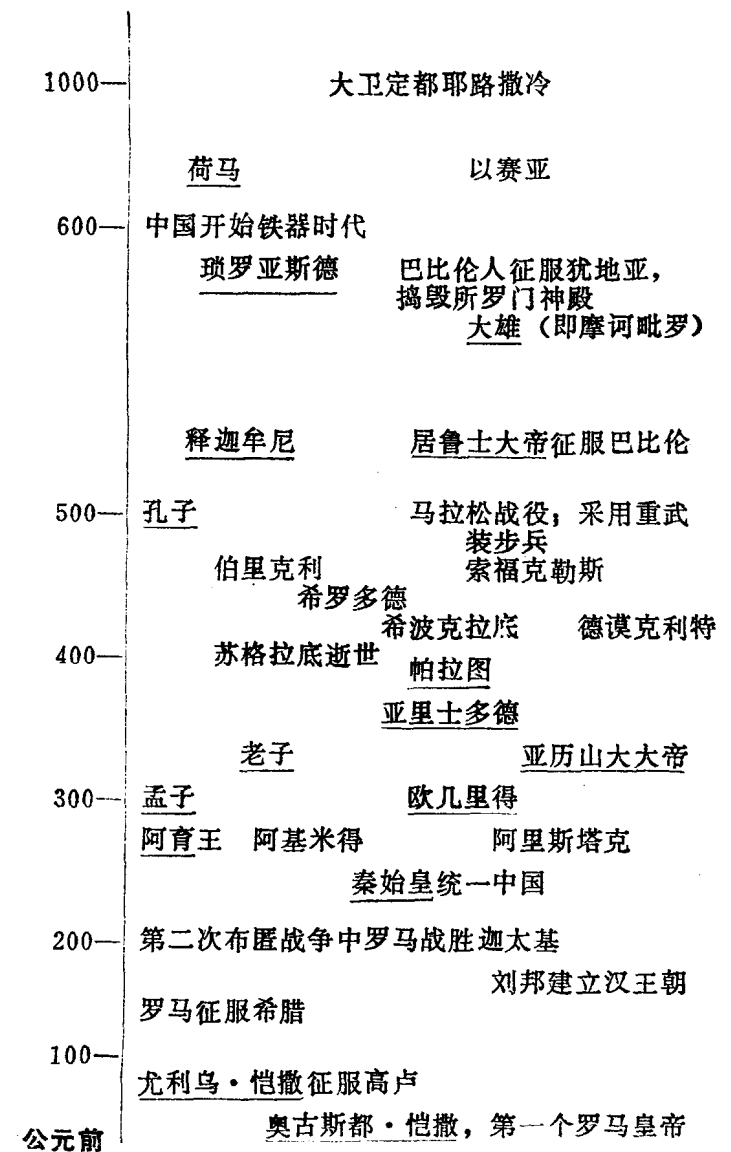 1000— 大卫定都耶路撒冷
荷马 以赛亚
600— 中国开始铁器时代
琐罗亚斯德 巴比伦人征服犹地亚，
捣毁所罗门神殿
大雄（即摩诃毗罗）
释迦牟尼 居鲁士大帝征服巴比伦
500— 孔子 马拉松战役；采用重武
装步兵
伯里克利 索福克勒斯
希罗多德
希波克拉底 德谟克利特
400— 苏格拉底逝世
帕拉图
亚里士多德
老子 亚历山大大帝
300— 孟子 欧几里得
阿育王 阿基米得 阿里斯塔克
秦始皇统一中国
200— 第二次布匿战争中罗马战胜迦太基
刘邦建立汉王朝
罗马征服希腊
100—
尤利乌·恺撒征服高卢
奥古斯都·恺撒，第一个罗马皇帝
公元前